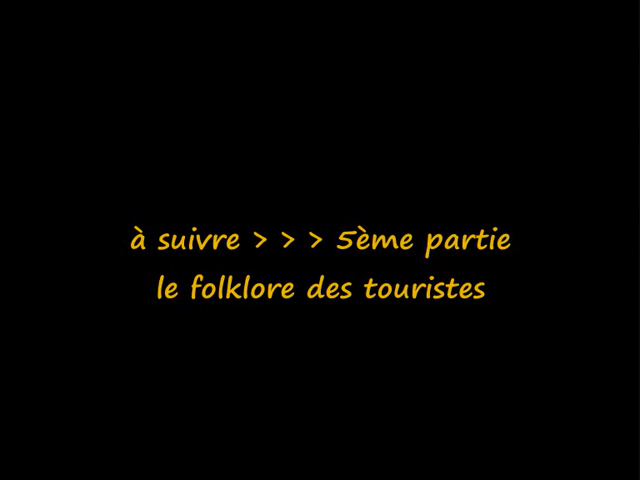 à suivre > > > 5ème partie
le folklore des touristes